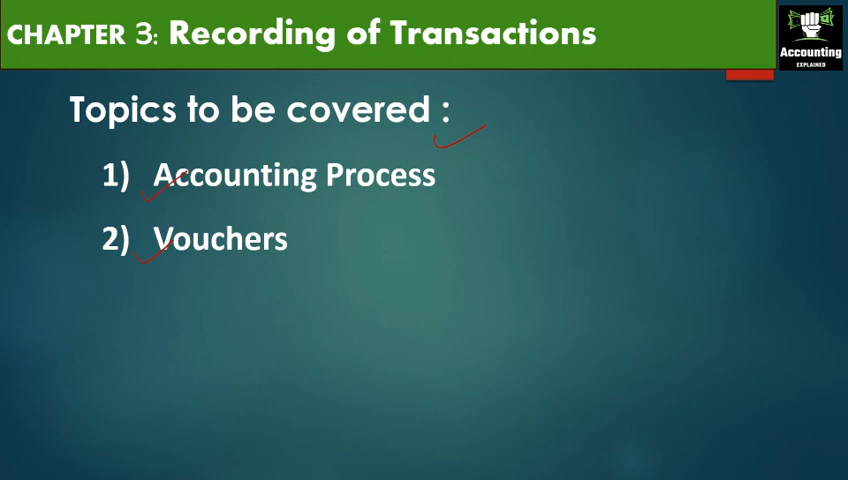 CHAPTER 3: Recording of Transactions
Accounting
EXPLAINED
Topics to be covered :
1) Accounting Process
2) Vouchers